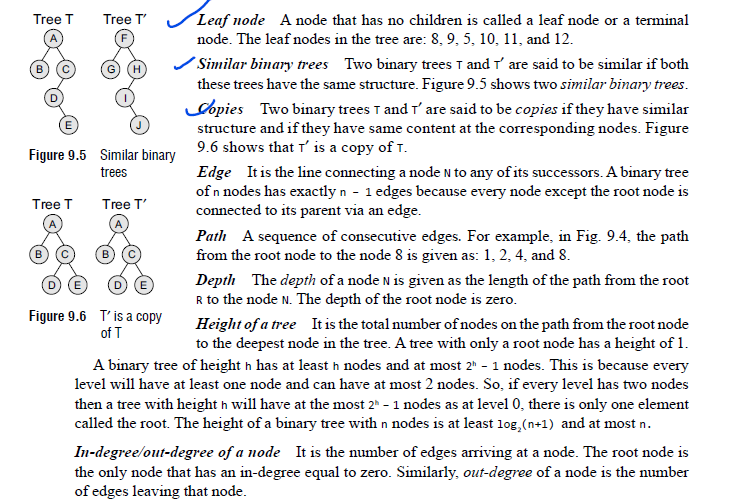 Tree T Tree T′
A F
B C G H
D I
E J
Figure 9.5 Similar binary
trees
Tree T Tree T′
A A
B C B C
D E D E
Figure 9.6 T′ is a copy
of T
Leaf node A node that has no children is called a leaf node or a terminal
node. The leaf nodes in the tree are: 8, 9, 5, 10, 11, and 12.
Similar binary trees Two binary trees T and T′ are said to be similar if both
these trees have the same structure. Figure 9.5 shows two similar binary trees.
Copies Two binary trees T and T′ are said to be copies if they have similar
structure and if they have same content at the corresponding nodes. Figure
9.6 shows that T′ is a copy of T.
Edge It is the line connecting a node N to any of its successors. A binary tree
of n nodes has exactly n − 1 edges because every node except the root node is
connected to its parent via an edge.
Path A sequence of consecutive edges. For example, in Fig. 9.4, the path
from the root node to the node 8 is given as: 1, 2, 4, and 8.
Depth The depth of a node N is given as the length of the path from the root
R to the node N. The depth of the root node is zero.
Height of a tree It is the total number of nodes on the path from the root node
to the deepest node in the tree. A tree with only a root node has a height of 1.
A binary tree of height h has at least h nodes and at most 2ʰ − 1 nodes. This is because every
level will have at least one node and can have at most 2 nodes. So, if every level has two nodes
then a tree with height h will have at the most 2ʰ − 1 nodes as at level 0, there is only one element
called the root. The height of a binary tree with n nodes is at least log₂(n+1) and at most n.
In-degree/out-degree of a node It is the number of edges arriving at a node. The root node is
the only node that has an in-degree equal to zero. Similarly, out-degree of a node is the number
of edges leaving that node.